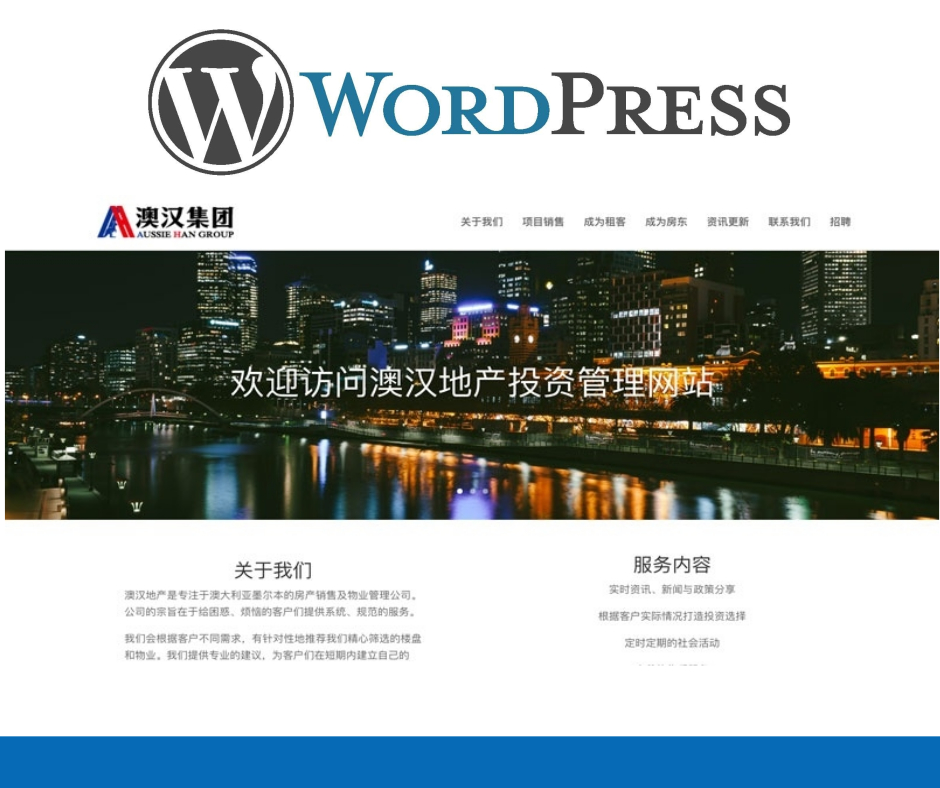 WORDPRESS
澳汉集团
AUSSIE HAN GROUP
关于我们 项目销售 成为租客 成为房东 资讯更新 联系我们 招聘
欢迎访问澳汉地产投资管理网站
关于我们
澳汉地产是专注于澳大利亚墨尔本的房产销售及物业管理公司。
公司的宗旨在于给困惑、烦恼的客户们提供系统、规范的服务。
我们会根据客户不同需求，有针对性地推荐我们精心筛选的楼盘
和物业。我们提供专业的建议，为客户们在短期内建立自己的
服务内容
实时资讯、新闻与政策分享
根据客户实际情况打造投资选择
定时定期的社会活动